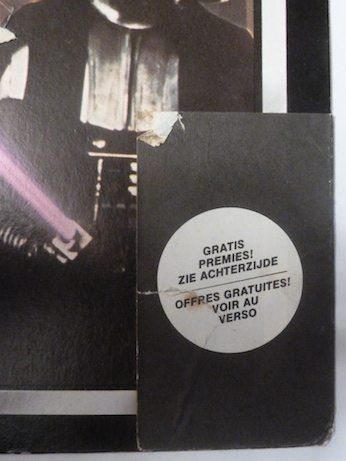 GRATIS
PREMIES!
ZIE ACHTERZIJDE
OFFRES GRATUITES!
VOIR AU
VERSO